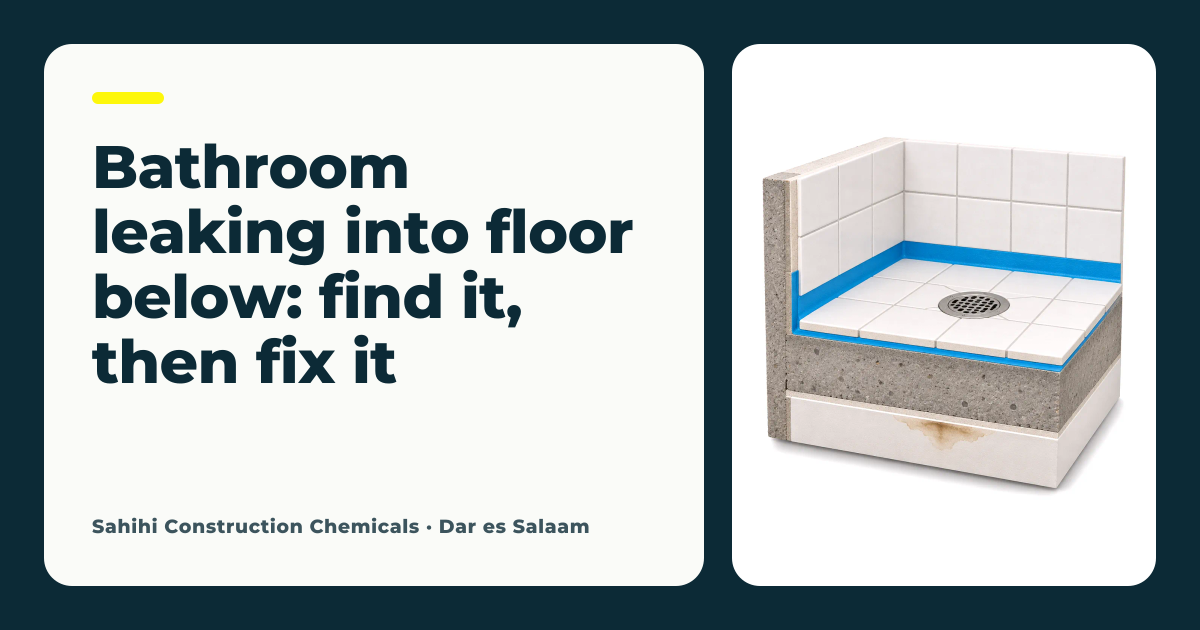 Bathroom
leaking into floor
below: find it,
then fix it
Sahihi Construction Chemicals · Dar es Salaam